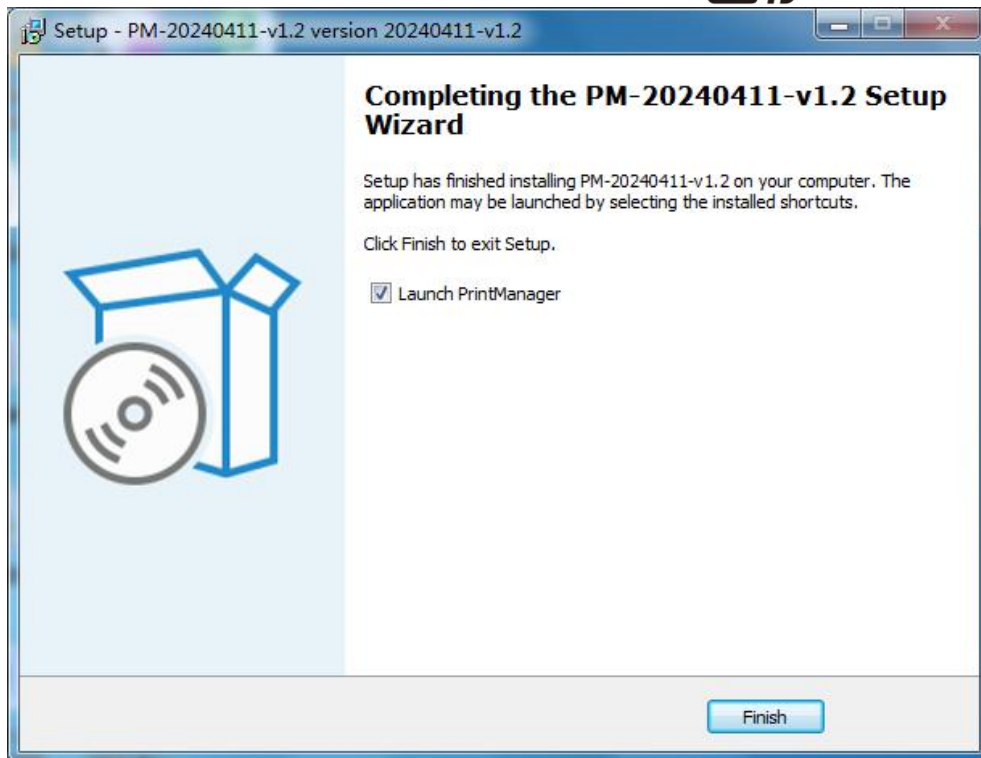 Setup - PM-20240411-v1.2 version 20240411-v1.2
Completing the PM-20240411-v1.2 Setup
Wizard
Setup has finished installing PM-20240411-v1.2 on your computer. The
application may be launched by selecting the installed shortcuts.
Click Finish to exit Setup.
Launch PrintManager
Finish